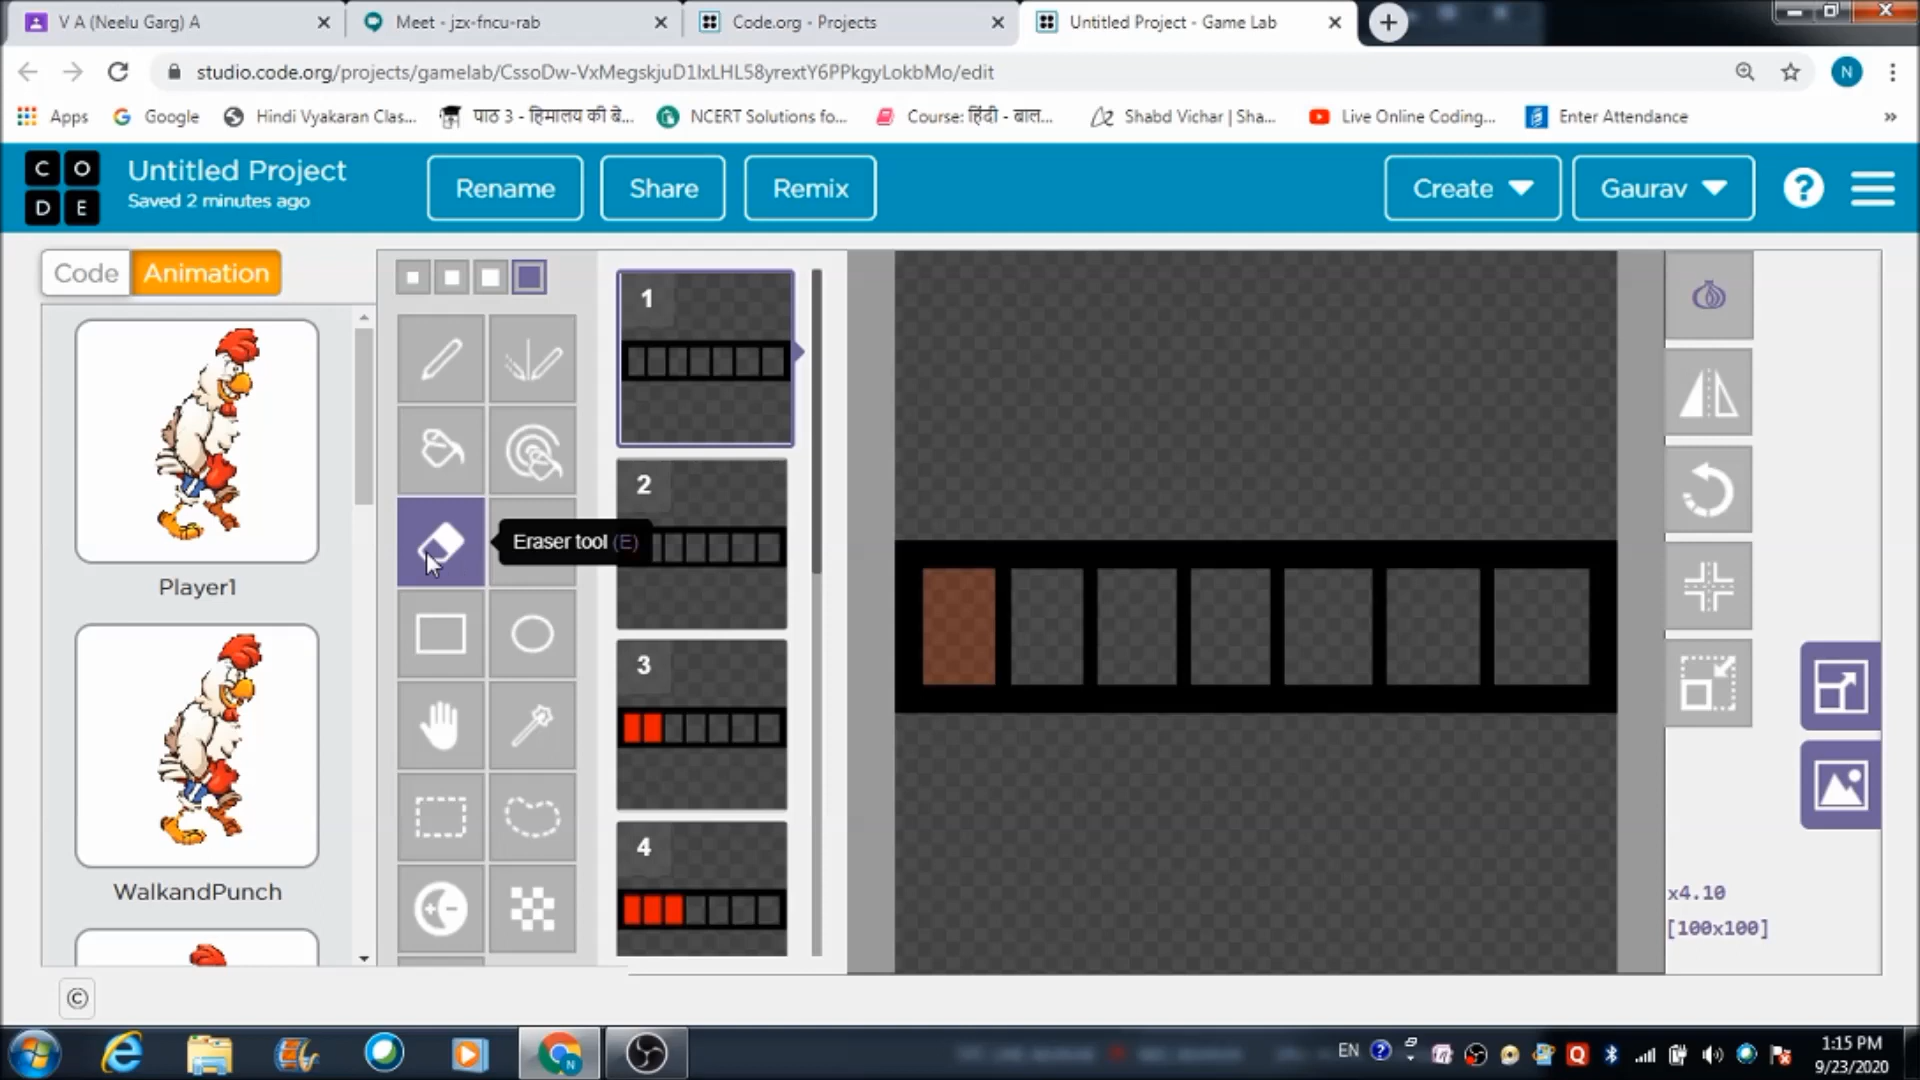 V A (Neelu Garg) A
Meet - jzx-fncu-rab
Code.org - Projects
Untitled Project - Game Lab
studio.code.org/projects/gamelab/CssoDw-VxMegskjuD1IxLHL58yrextY6PPkgyLokbMo/edit
N
Apps
Google
Hindi Vyakaran Clas...
पाठ 3 - हिमालय की बे...
NCERT Solutions fo...
Course: हिंदी - बाल...
Shabd Vichar | Sha...
Live Online Coding...
Enter Attendance
»
C O
D E
Untitled Project
Saved 2 minutes ago
Rename
Share
Remix
Create
Gaurav
?
Code
Animation
Player1
WalkandPunch
Eraser tool (E)
1
2
3
4
x4.10
[100x100]
©
EN
1:15 PM
9/23/2020